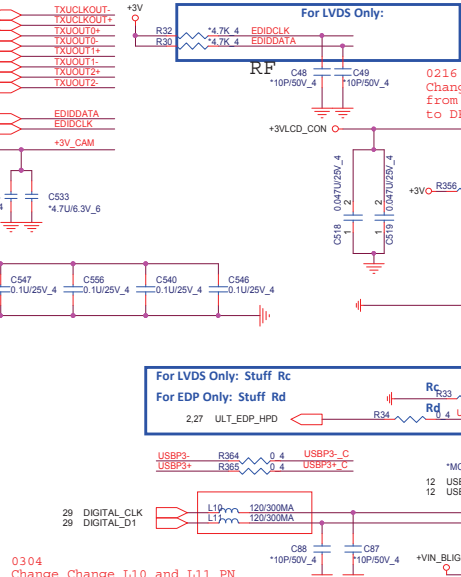 TXUCLKOUT-
TXUCLKOUT+
TXUOUT0+
TXUOUT0-
TXUOUT1+
TXUOUT1-
TXUOUT2+
TXUOUT2-
+3V
For LVDS Only:
R32 *4.7K_4 EDIDCLK
R30 *4.7K_4 EDIDDATA
RF
C48 C49
*10P/50V_4 *10P/50V_4
0216
from
EDIDDATA
EDIDCLK
+3VLCD_CON
+3V_CAM
C533
*4.7U/6.3V_6
C518 0.047U/25V_4
1 2
C519 0.047U/25V_4
1 2
+3V R356
C547 C556 C540 C546
0.1U/25V_4 0.1U/25V_4 0.1U/25V_4 0.1U/25V_4
For LVDS Only: Stuff Rc
For EDP Only: Stuff Rd
Rc
R33
Rd
2,27 ULT_EDP_HPD R34 0_4
USBP3- R364 0_4 USBP3-_C
USBP3+ R365 0_4 USBP3+_C
12
12
29 DIGITAL_CLK L10 120/300MA
29 DIGITAL_D1 L11 120/300MA
C88 C87
*10P/50V_4 *10P/50V_4
+VIN_BLIG
0304
Change Change L10 and L11 PN